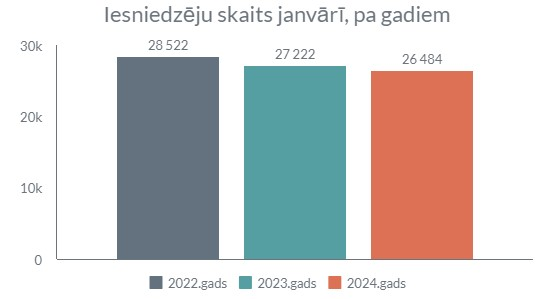 Iesniedzēju skaits janvārī, pa gadiem
30k
28 522
27 222
26 484
20k
10k
0
2022.gads 2023.gads 2024.gads